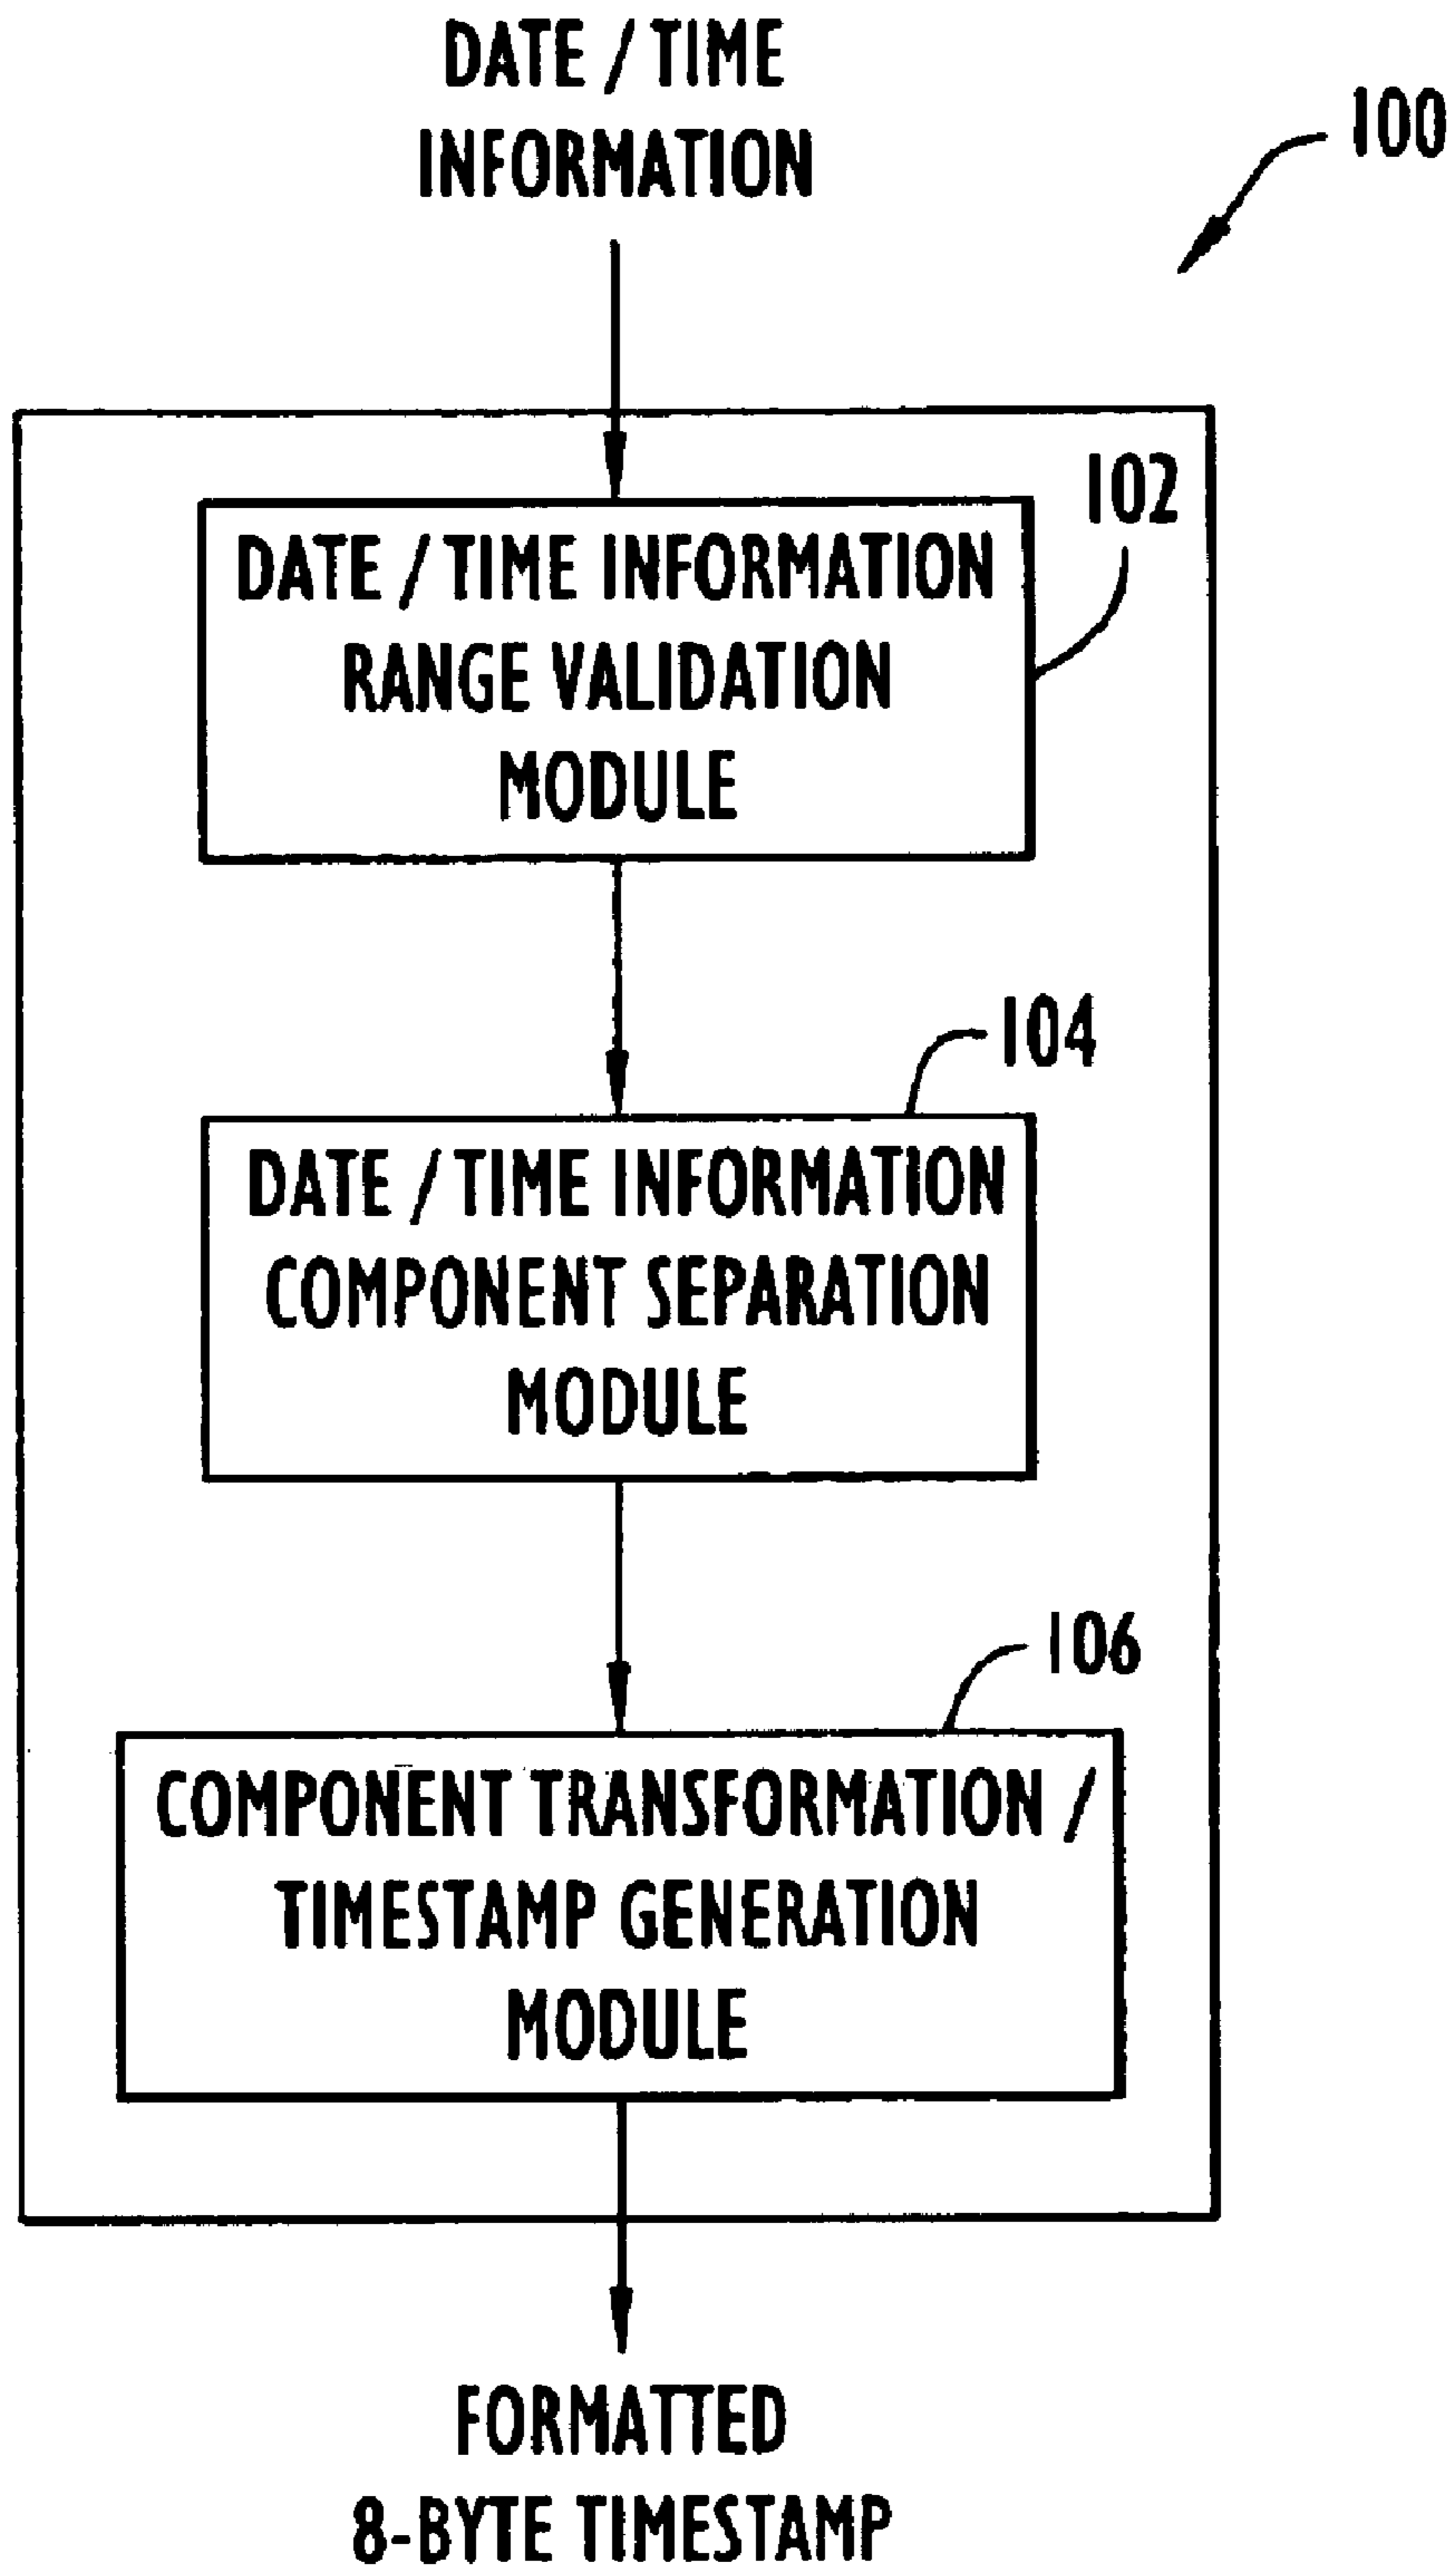 DATE / TIME
INFORMATION
100
102
DATE / TIME INFORMATION
RANGE VALIDATION
MODULE
104
DATE / TIME INFORMATION
COMPONENT SEPARATION
MODULE
106
COMPONENT TRANSFORMATION /
TIMESTAMP GENERATION
MODULE
FORMATTED
8-BYTE TIMESTAMP